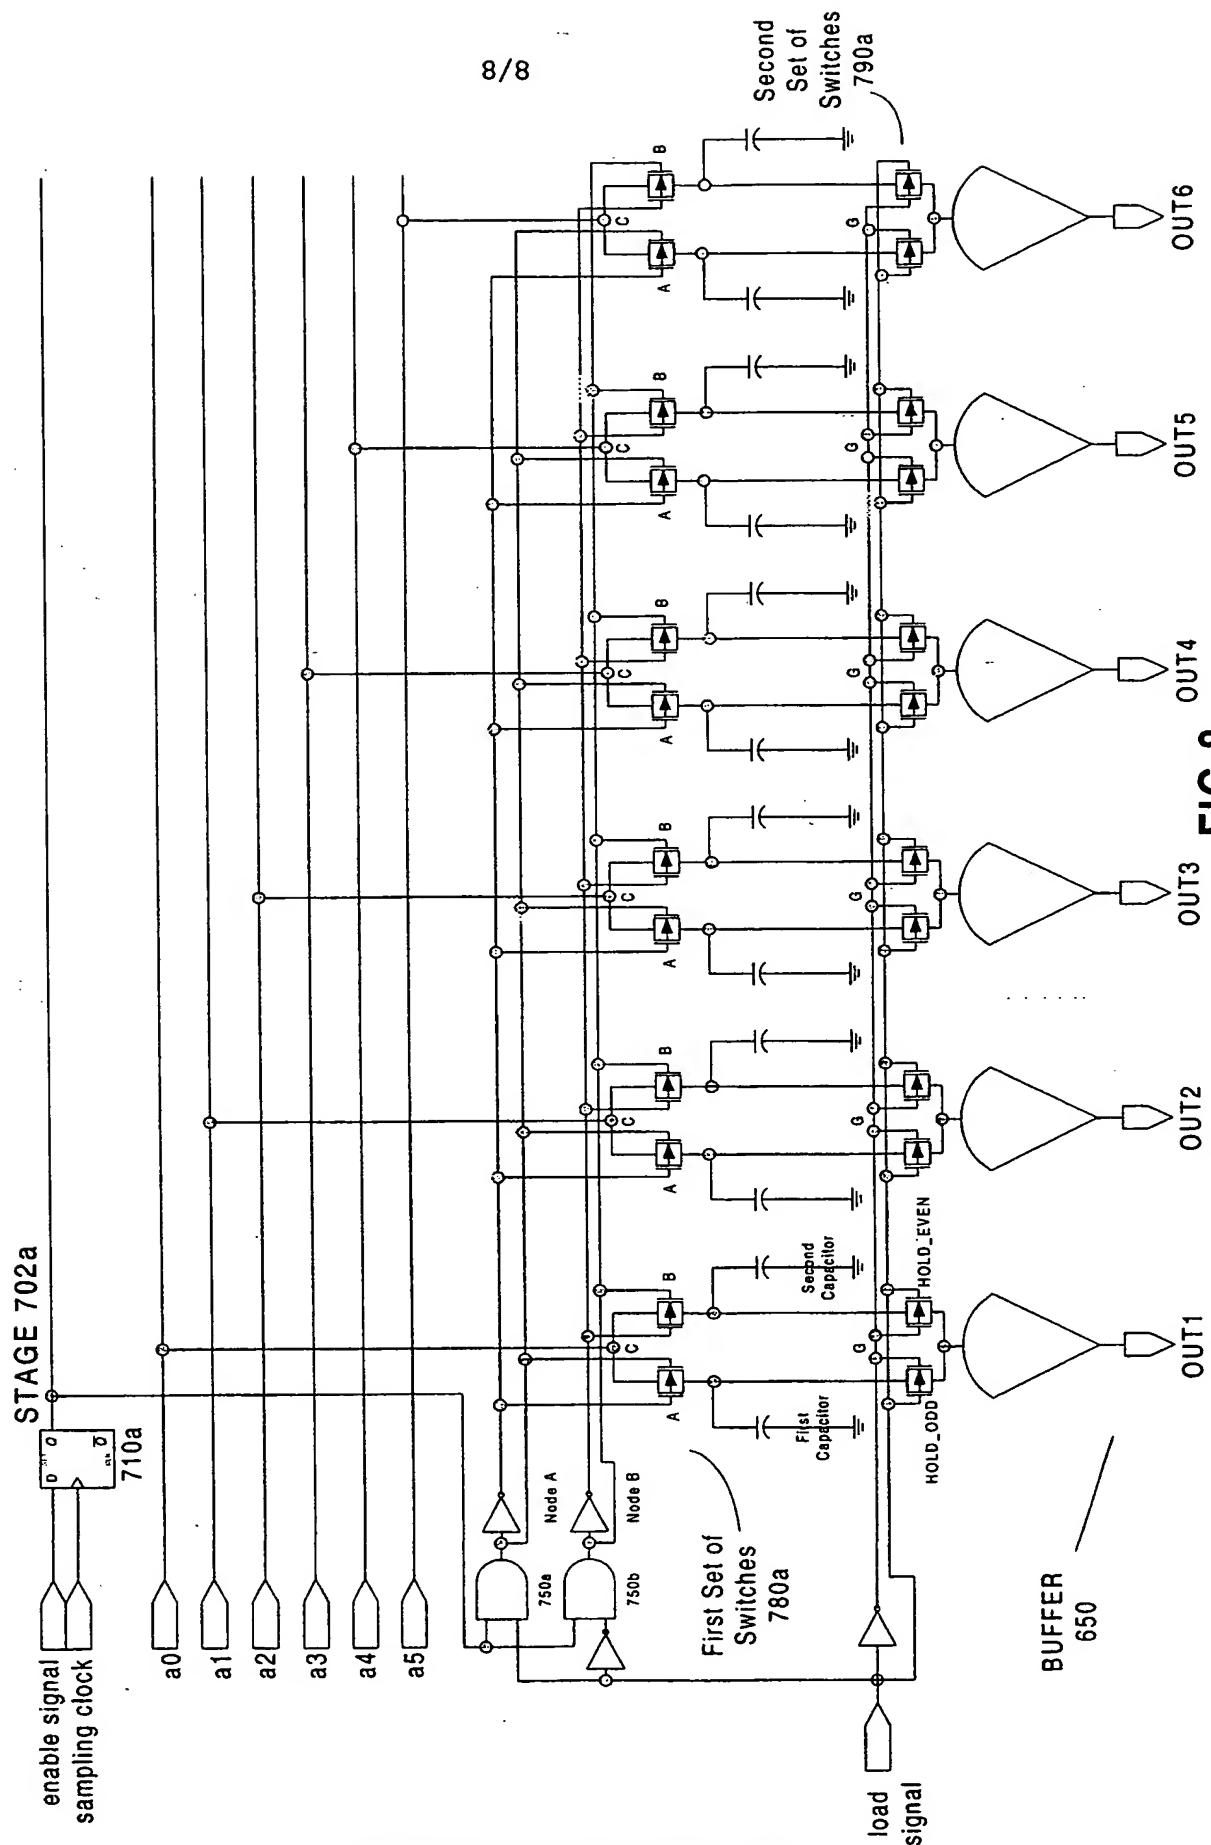 8/8
STAGE 702a
enable signal
sampling clock
D
Q
Q
710a
a0
a1
a2
a3
a4
a5
750a
Node A
750b
Node B
First Set of
Switches
780a
Second
Set of
Switches
790a
A
C
B
A
C
B
A
C
B
A
C
B
A
C
B
A
C
B
First
Capacitor
Second
Capacitor
G
G
G
G
G
G
HOLD_ODD
HOLD_EVEN
load
signal
BUFFER
650
OUT1
OUT2
OUT3
OUT4
OUT5
OUT6